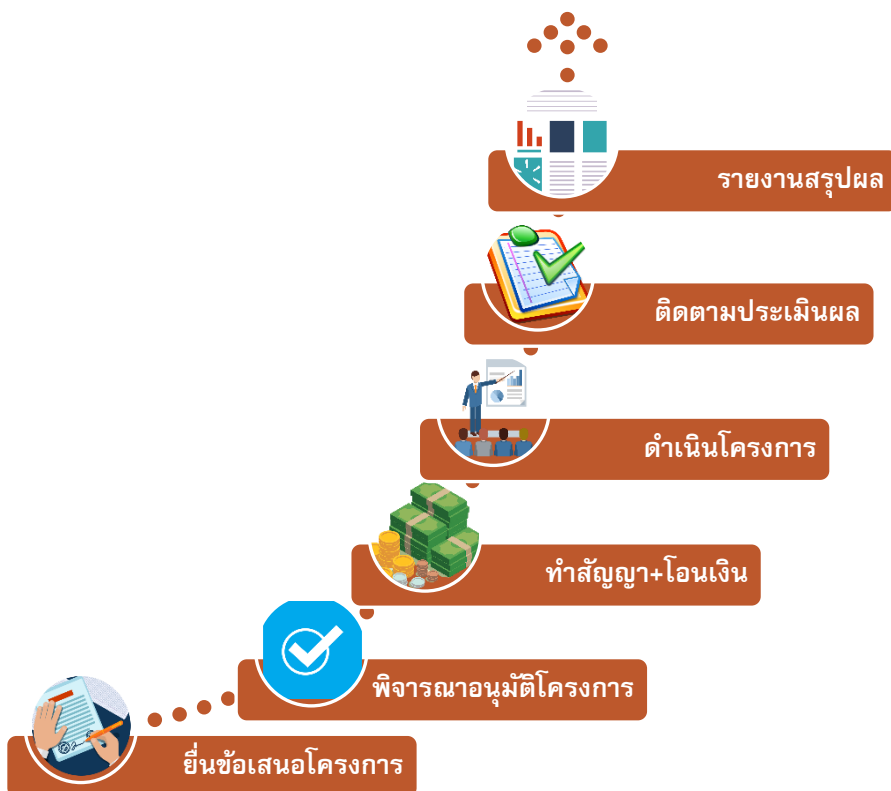 รายงานสรุปผล
ติดตามประเมินผล
ดำเนินโครงการ
ทำสัญญา+โอนเงิน
พิจารณาอนุมัติโครงการ
ยื่นข้อเสนอโครงการ